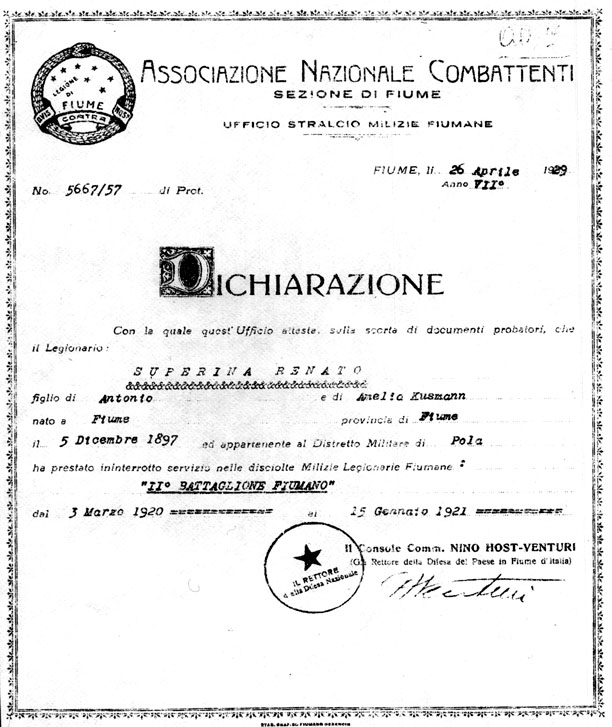 LEGIONE
DI
FIUME
CONTRA
ASSOCIAZIONE NAZIONALE COMBATTENTI
SEZIONE DI FIUME
UFFICIO STRALCIO MILIZIE FIUMANE
FIUME, li 26 Aprile 1929
Anno VII°
No. 5667/57 di Prot.
DICHIARAZIONE
Con la quale quest'Ufficio attesta, sulla scorta di documenti probatori, che
il Legionario:
SUPERINA RENATO
&&&&&&&&&&&&&&&&&&&&&&&&&&&&&&&&&
figlio di Antonio e di Amelia Kusmann
nato a Fiume provincia di Fiume
il 5 Dicembre 1897 ed appartenente al Distretto Militare di Pola
ha prestato ininterrotto servizio nelle disciolte Milizie Legionarie Fiumane :
"II° BATTAGLIONE FIUMANO"
dal 3 Marzo 1920 ============ al 15 Gennaio 1921 ==========
Il Console Comm. NINO HOST-VENTURI
(Già Rettore della Difesa del Paese in Fiume d'Italia)
IL RETTORE
della Difesa Nazionale